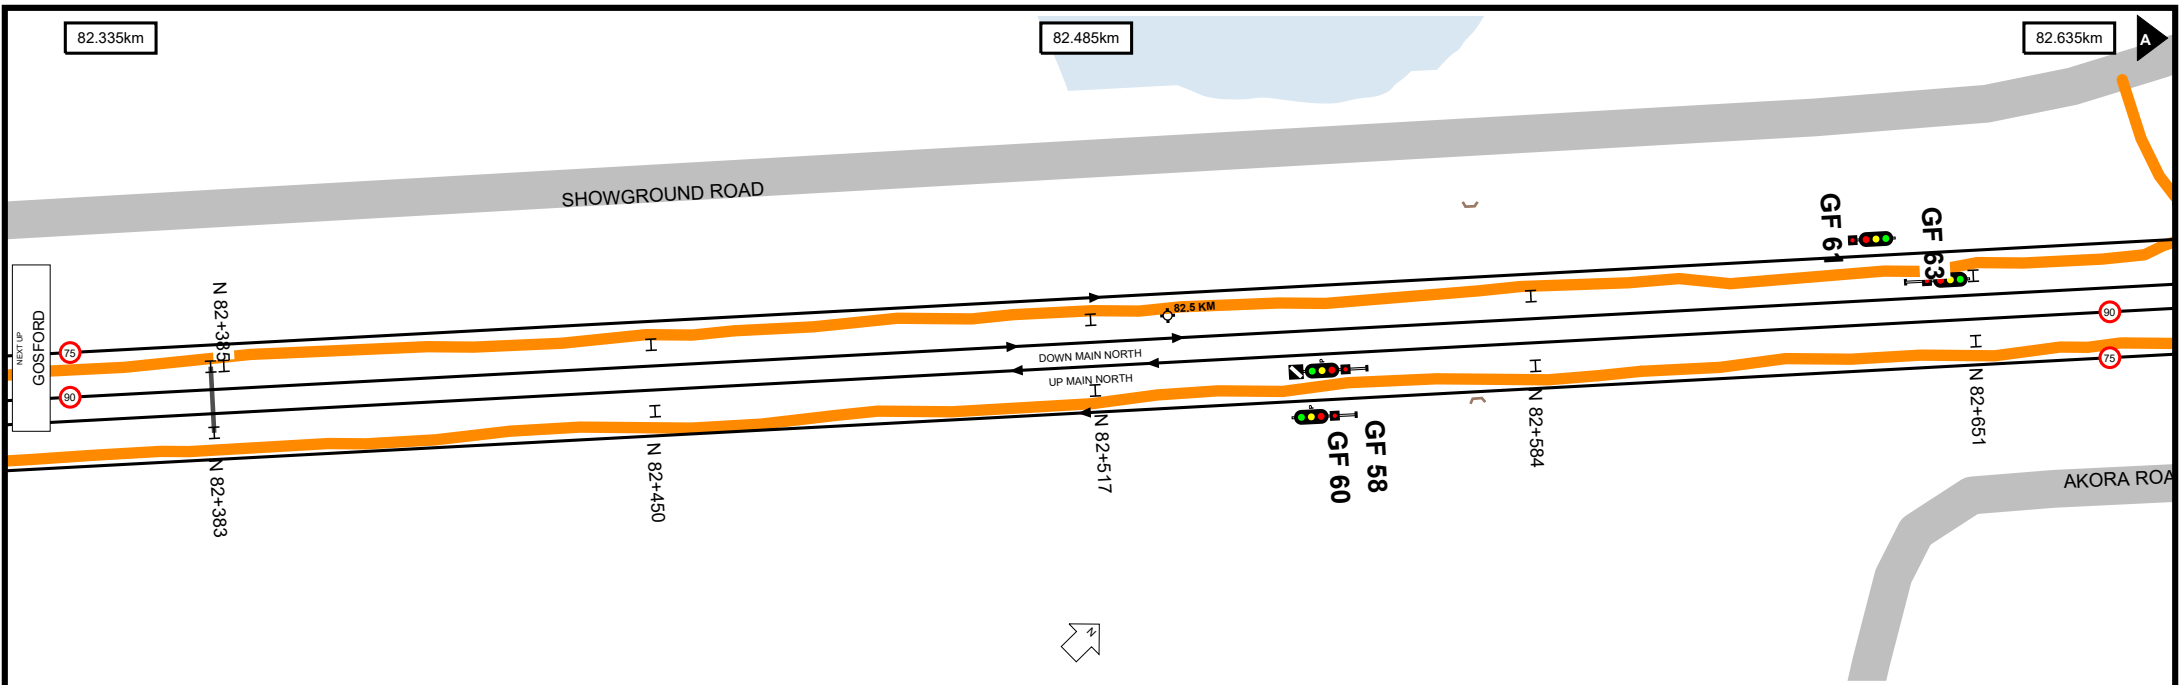 82.335km
82.485km
82.635km
A
SHOWGROUND ROAD
GF 61
GF 63
N 82+385
82.5 KM
NEXT UP
GOSFORD
75
90
90
75
DOWN MAIN NORTH
UP MAIN NORTH
P
P
N 82+383
N 82+450
N 82+517
GF 60
GF 58
N 82+584
N 82+651
AKORA ROA
N